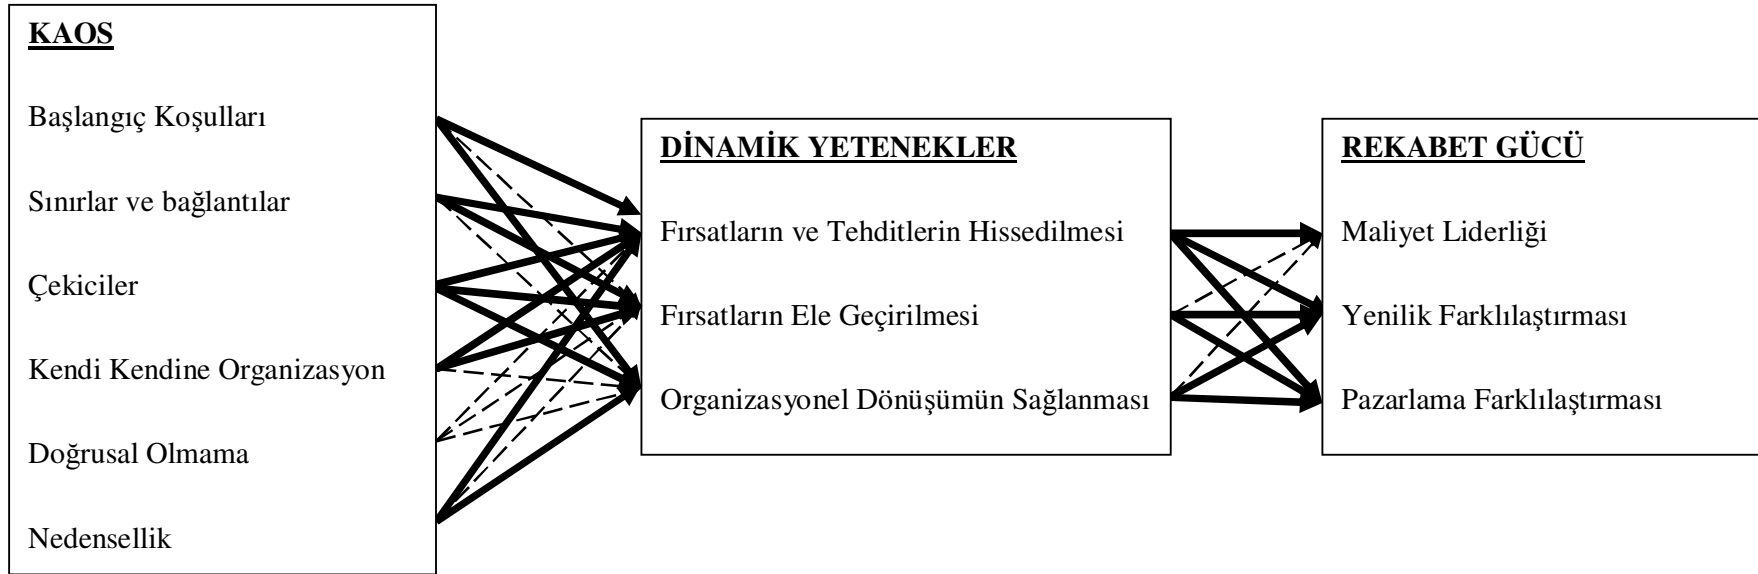 KAOS
Başlangıç Koşulları
Sınırlar ve bağlantılar
Çekiciler
Kendi Kendine Organizasyon
Doğrusal Olmama
Nedensellik
DİNAMİK YETENEKLER
Fırsatların ve Tehditlerin Hissedilmesi
Fırsatların Ele Geçirilmesi
Organizasyonel Dönüşümün Sağlanması
REKABET GÜCÜ
Maliyet Liderliği
Yenilik Farklılaştırması
Pazarlama Farklılaştırması